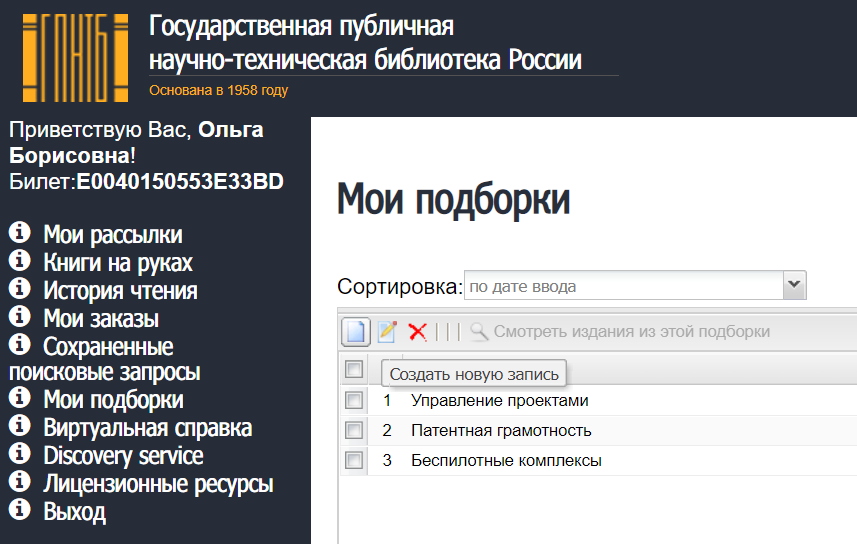 ГПНТБ
Государственная публичная
научно-техническая библиотека России
Основана в 1958 году
Приветствую Вас, Ольга
Борисовна!
Билет:E0040150553E33BD
Мои рассылки
Книги на руках
История чтения
Мои заказы
Сохраненные
поисковые запросы
Мои подборки
Виртуальная справка
Discovery service
Лицензионные ресурсы
Выход
Мои подборки
Сортировка: по дате ввода
Смотреть издания из этой подборки
Создать новую запись
1 Управление проектами
2 Патентная грамотность
3 Беспилотные комплексы